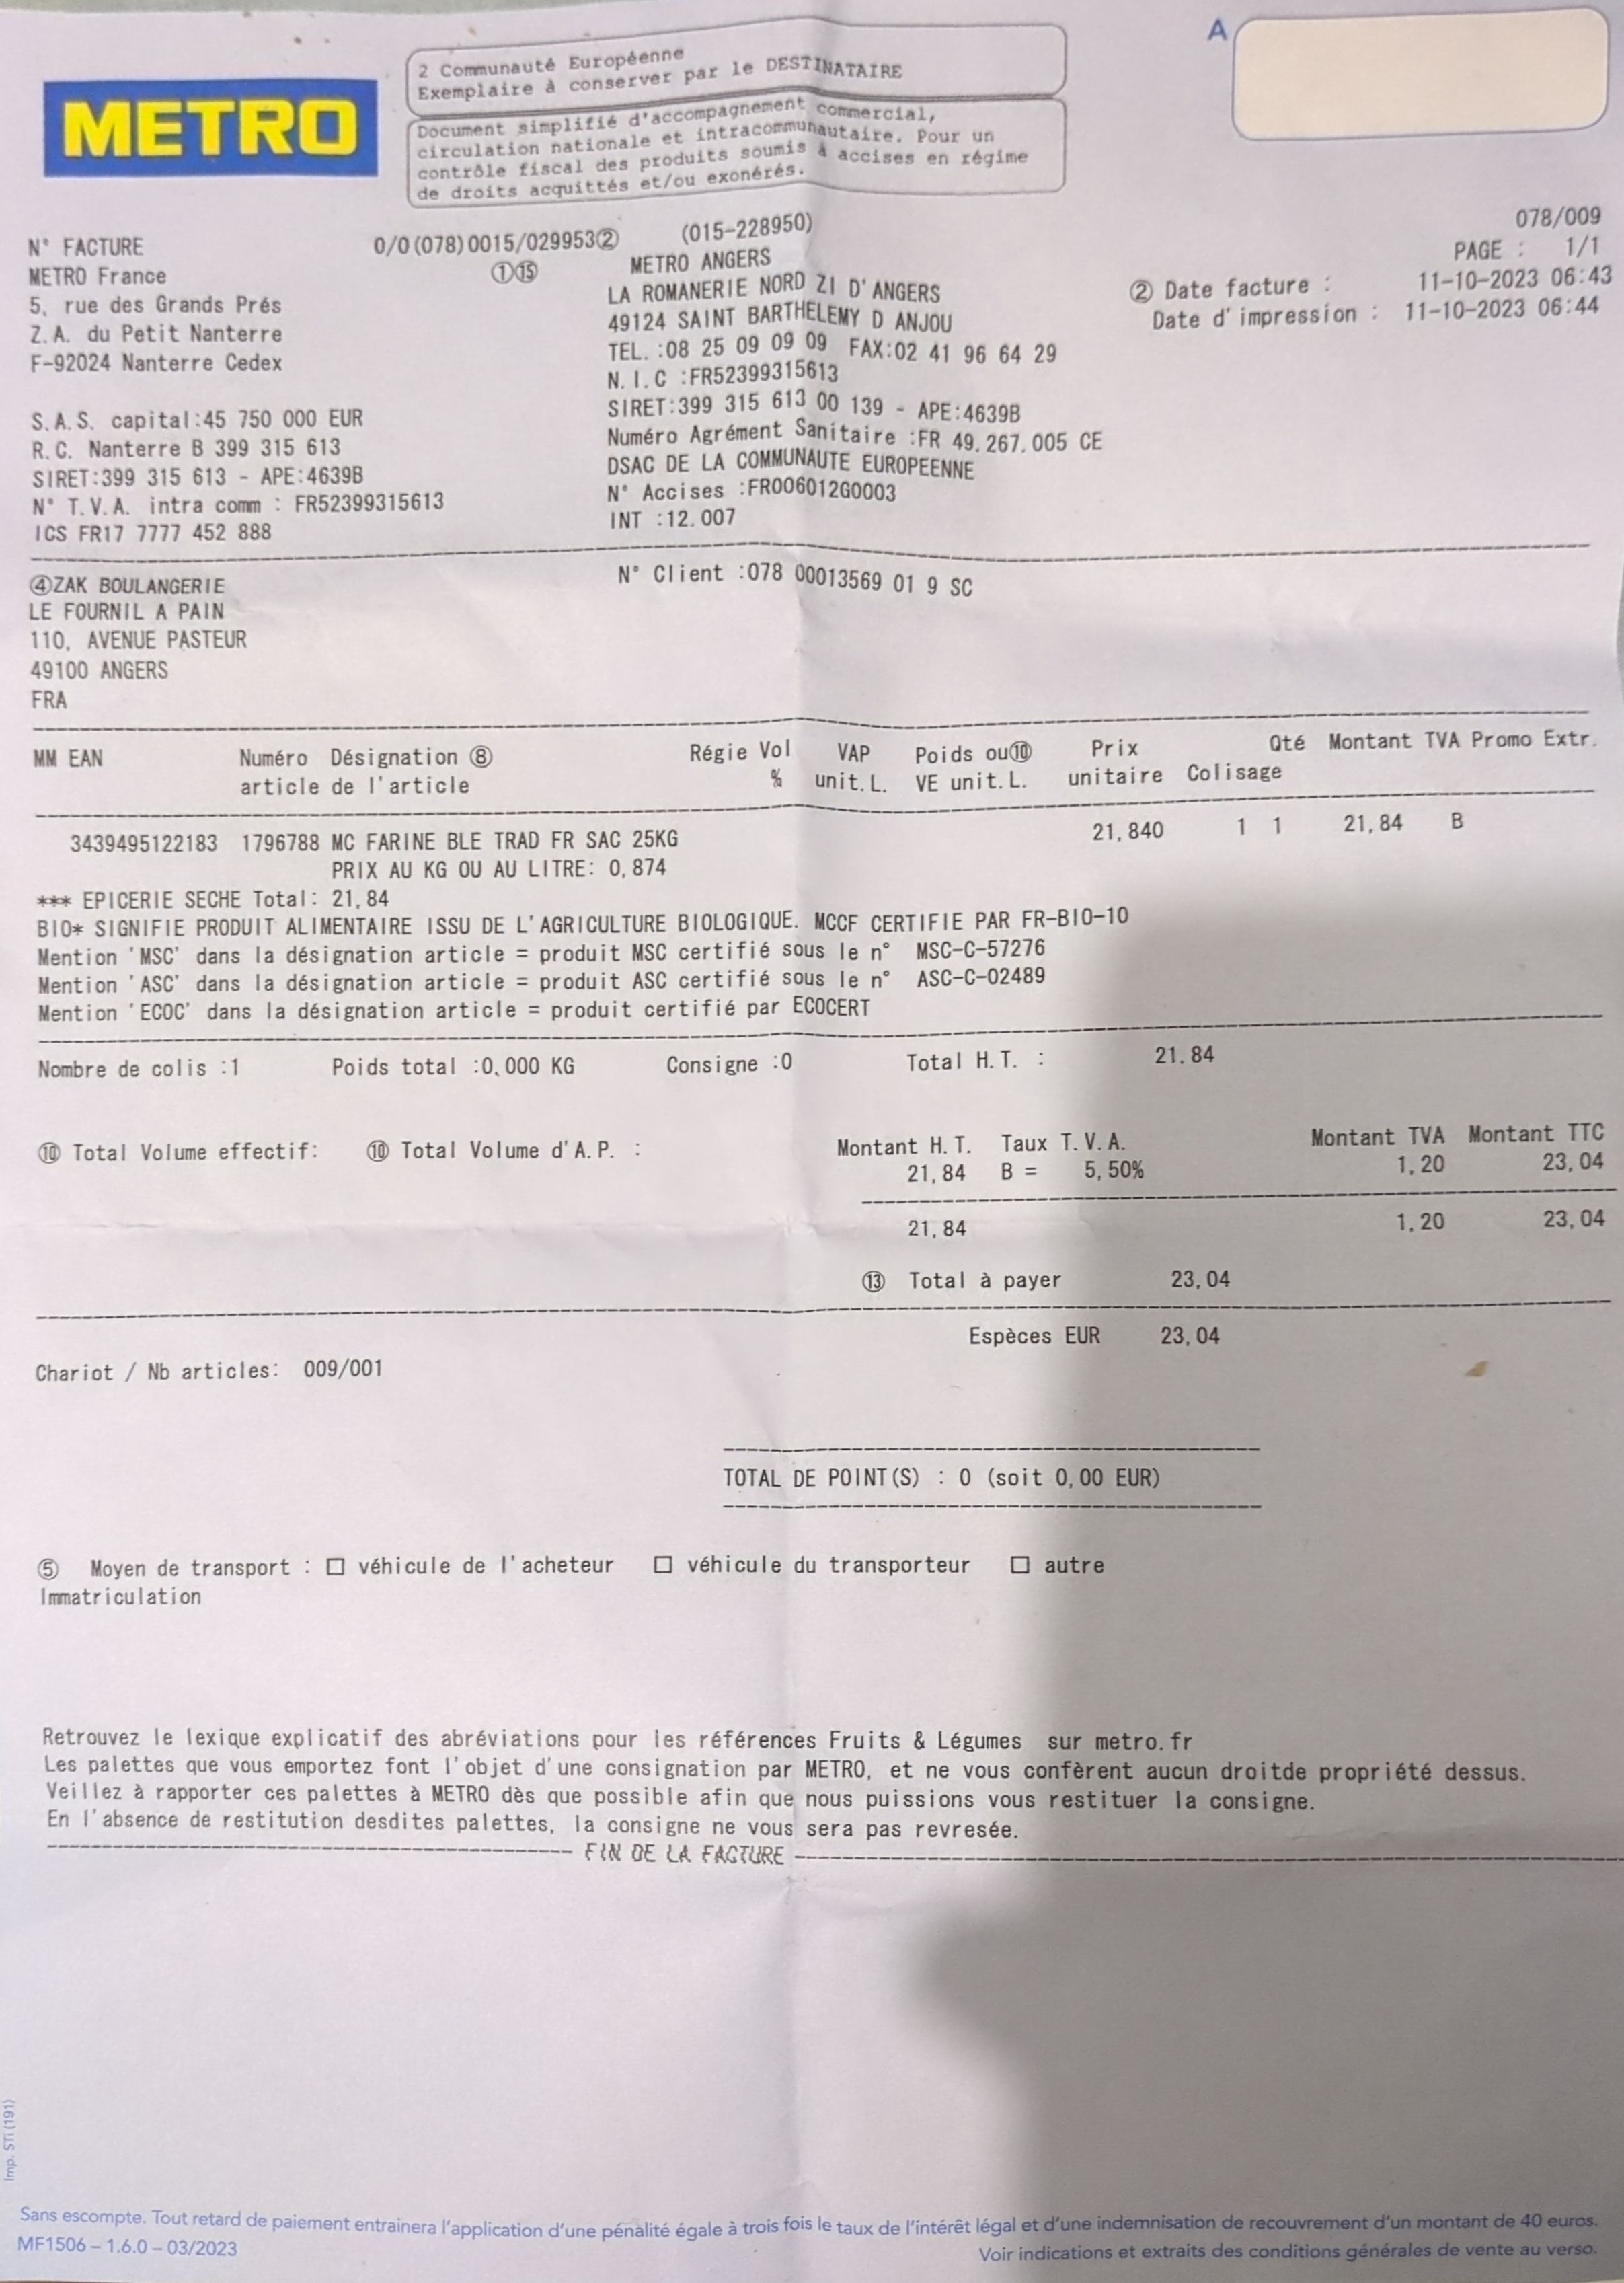 METRO
2 Communauté Européenne
Exemplaire à conserver par le DESTINATAIRE
Document simplifié d'accompagnement commercial,
circulation nationale et intracommunautaire. Pour un
contrôle fiscal des produits soumis à accises en régime
de droits acquittés et/ou exonérés.
A
N° FACTURE 0/0(078)0015/029953② (015-228950) 078/009
①⑮
PAGE : 1/1
② Date facture : 11-10-2023 06:43
Date d'impression : 11-10-2023 06:44
METRO France
5, rue des Grands Prés
Z.A. du Petit Nanterre
F-92024 Nanterre Cedex
S.A.S. capital:45 750 000 EUR
R.C. Nanterre B 399 315 613
SIRET:399 315 613 - APE:4639B
N° T.V.A. intra comm : FR52399315613
ICS FR17 7777 452 888
METRO ANGERS
LA ROMANERIE NORD ZI D'ANGERS
49124 SAINT BARTHELEMY D ANJOU
TEL.:08 25 09 09 09 FAX:02 41 96 64 29
N.I.C :FR52399315613
SIRET:399 315 613 00 139 - APE:4639B
Numéro Agrément Sanitaire :FR 49.267.005 CE
DSAC DE LA COMMUNAUTE EUROPEENNE
N° Accises :FR006012G0003
INT :12.007
④ZAK BOULANGERIE
LE FOURNIL A PAIN
110, AVENUE PASTEUR
49100 ANGERS
FRA
N° Client :078 00013569 01 9 SC
MM EAN Numéro Désignation ⑧ Régie Vol VAP Poids ou⑩ Prix Qté Montant TVA Promo Extr.
article de l'article % unit.L. VE unit.L. unitaire Colisage
3439495122183 1796788 MC FARINE BLE TRAD FR SAC 25KG 21,840 1 1 21,84 B
PRIX AU KG OU AU LITRE: 0,874
*** EPICERIE SECHE Total: 21,84
BIO* SIGNIFIE PRODUIT ALIMENTAIRE ISSU DE L'AGRICULTURE BIOLOGIQUE. MCCF CERTIFIE PAR FR-BIO-10
Mention 'MSC' dans la désignation article = produit MSC certifié sous le n° MSC-C-57276
Mention 'ASC' dans la désignation article = produit ASC certifié sous le n° ASC-C-02489
Mention 'ECOC' dans la désignation article = produit certifié par ECOCERT
Nombre de colis :1 Poids total :0,000 KG Consigne :0 Total H.T. : 21.84
⑩ Total Volume effectif: ⑩ Total Volume d'A.P. : Montant H.T. Taux T.V.A. Montant TVA Montant TTC
21,84 B = 5,50% 1,20 23,04
21,84 1,20 23,04
⑬ Total à payer 23,04
Espèces EUR 23,04
Chariot / Nb articles: 009/001
TOTAL DE POINT(S) : 0 (soit 0,00 EUR)
⑤ Moyen de transport : □ véhicule de l'acheteur □ véhicule du transporteur □ autre
Immatriculation
Retrouvez le lexique explicatif des abréviations pour les références Fruits & Légumes sur metro.fr
Les palettes que vous emportez font l'objet d'une consignation par METRO, et ne vous confèrent aucun droitde propriété dessus.
Veillez à rapporter ces palettes à METRO dès que possible afin que nous puissions vous restituer la consigne.
En l'absence de restitution desdites palettes, la consigne ne vous sera pas revresée.
FIN DE LA FACTURE
Imp. STi (191)
Sans escompte. Tout retard de paiement entrainera l'application d'une pénalité égale à trois fois le taux de l'intérêt légal et d'une indemnisation de recouvrement d'un montant de 40 euros.
MF1506 – 1.6.0 – 03/2023
Voir indications et extraits des conditions générales de vente au verso.